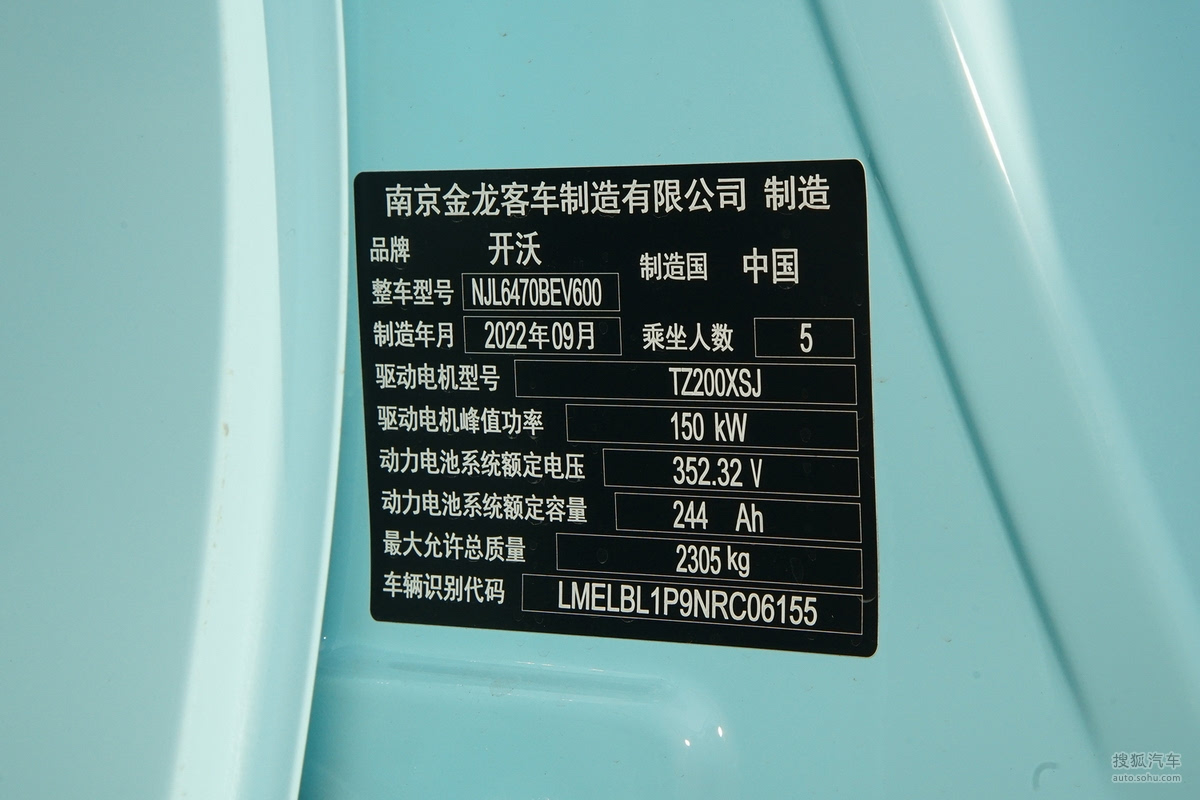 南京金龙客车制造有限公司 制造
品牌 开沃
制造国 中国
整车型号 NJL6470BEV600
制造年月 2022年09月 乘坐人数 5
驱动电机型号 TZ200XSJ
驱动电机峰值功率 150 kW
动力电池系统额定电压 352.32 V
动力电池系统额定容量 244 Ah
最大允许总质量 2305 kg
车辆识别代码 LMELBL1P9NRC06155
搜狐汽车
auto.sohu.com